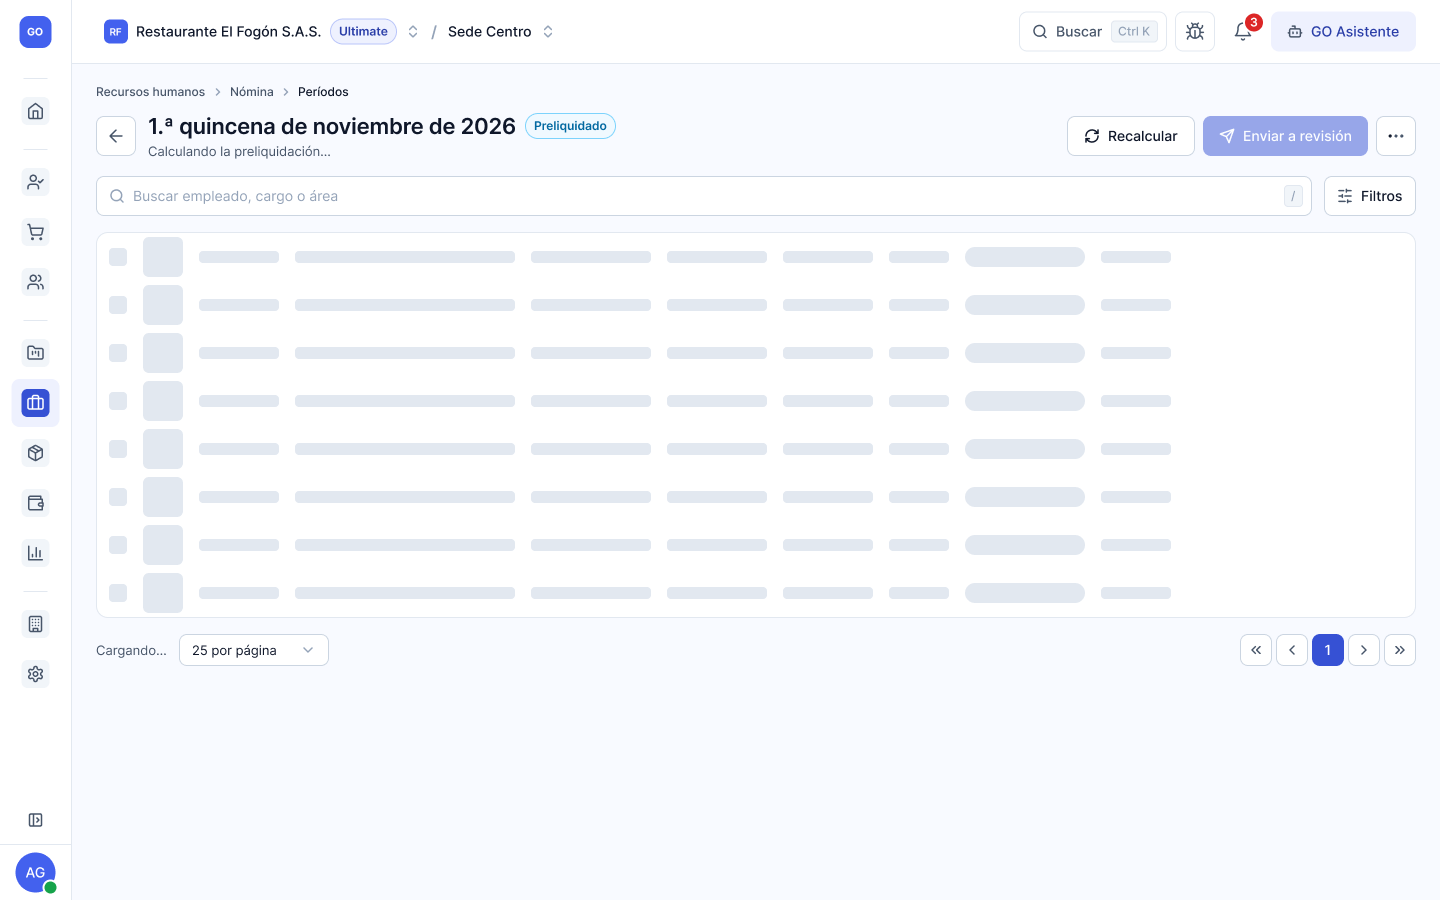 GO
RF Restaurante El Fogón S.A.S. Ultimate / Sede Centro
Buscar Ctrl K
3
GO Asistente
Recursos humanos > Nómina > Períodos
1.ª quincena de noviembre de 2026 Preliquidado
Calculando la preliquidación...
Recalcular
Enviar a revisión
Buscar empleado, cargo o área /
Filtros
Cargando... 25 por página
« ‹ 1 › »
AG